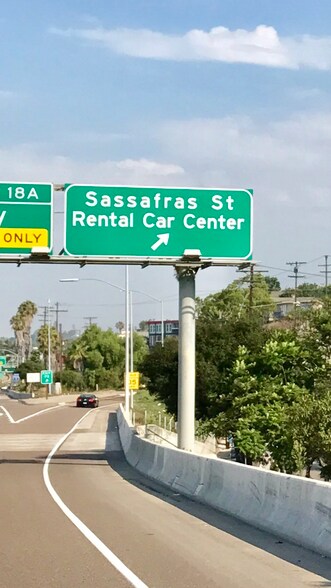 18A
y
ONLY
Sassafras St
Rental Car Center